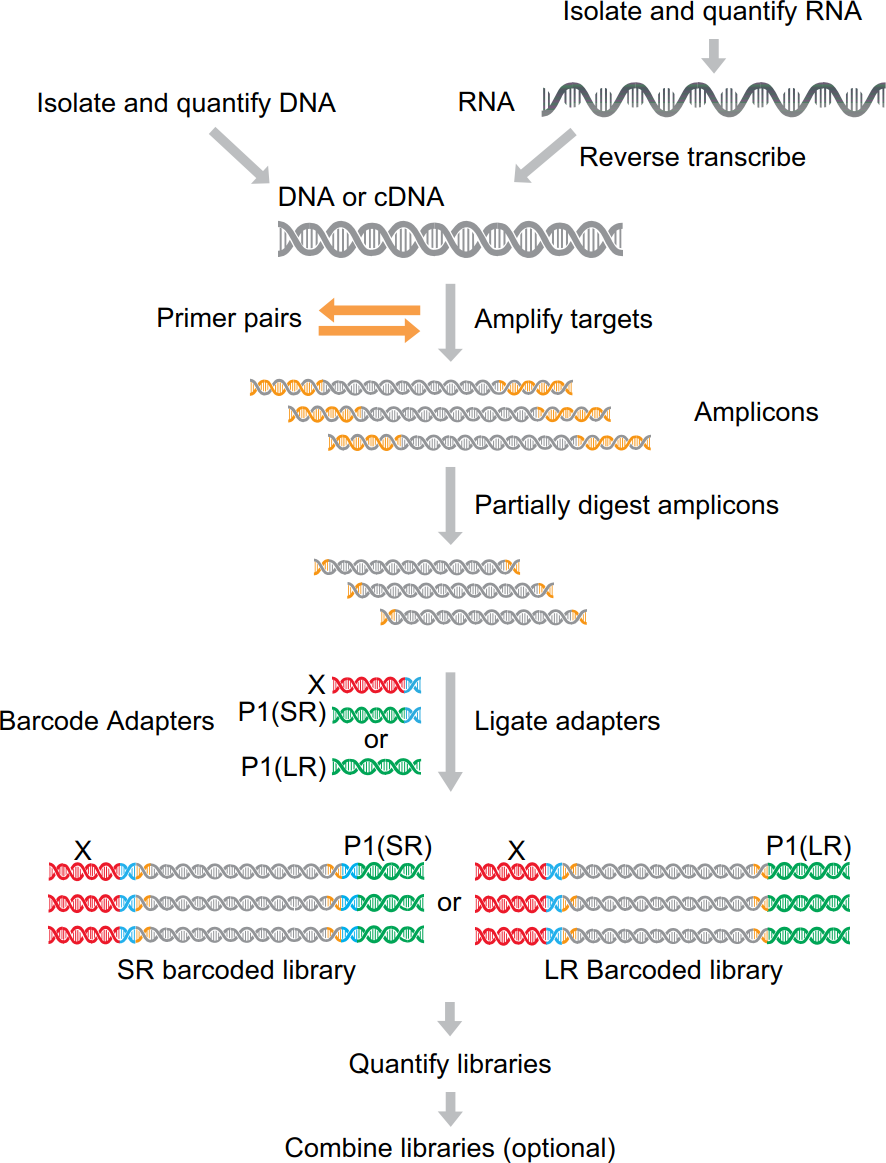 Isolate and quantify RNA
Isolate and quantify DNA
RNA
Reverse transcribe
DNA or cDNA
Primer pairs
Amplify targets
Amplicons
Partially digest amplicons
X
Barcode Adapters
P1(SR)
or
P1(LR)
Ligate adapters
X
P1(SR)
or
X
P1(LR)
SR barcoded library
LR Barcoded library
Quantify libraries
Combine libraries (optional)